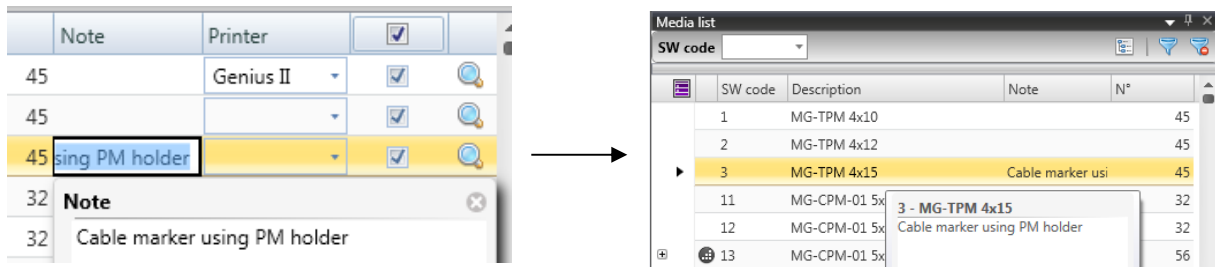 Note Printer
45 Genius II
45
45 sing PM holder
32 Note
32 Cable marker using PM holder
Media list
SW code
SW code Description Note N°
1 MG-TPM 4x10 45
2 MG-TPM 4x12 45
3 MG-TPM 4x15 Cable marker usi 45
11 MG-CPM-01 5x 32
3 - MG-TPM 4x15
12 MG-CPM-01 5x Cable marker using PM holder 32
13 MG-CPM-01 5x 56